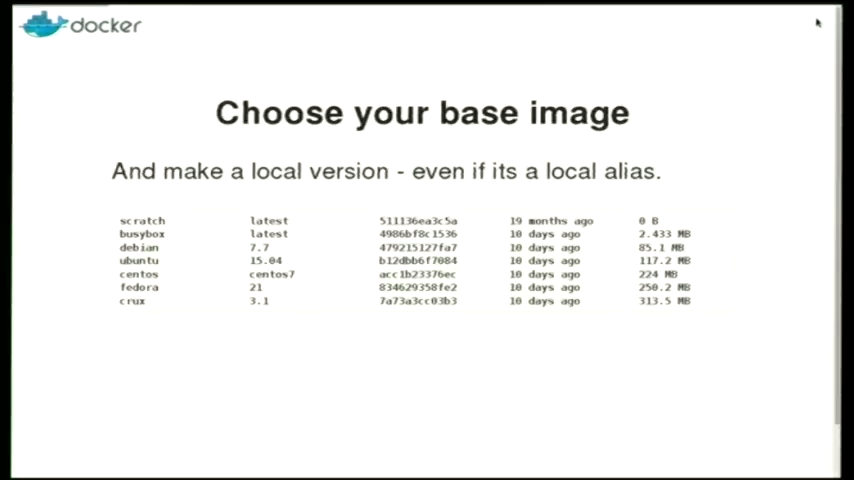 docker
Choose your base image
And make a local version - even if its a local alias.
scratch latest 511136ea3c5a 19 months ago 0 B
busybox latest 4986bf8c1536 10 days ago 2.433 MB
debian 7.7 479215127fa7 10 days ago 85.1 MB
ubuntu 15.04 b12dbb6f7084 10 days ago 117.2 MB
centos centos7 acc1b23376ec 10 days ago 224 MB
fedora 21 834629358fe2 10 days ago 250.2 MB
crux 3.1 7a73a3cc03b3 10 days ago 313.5 MB